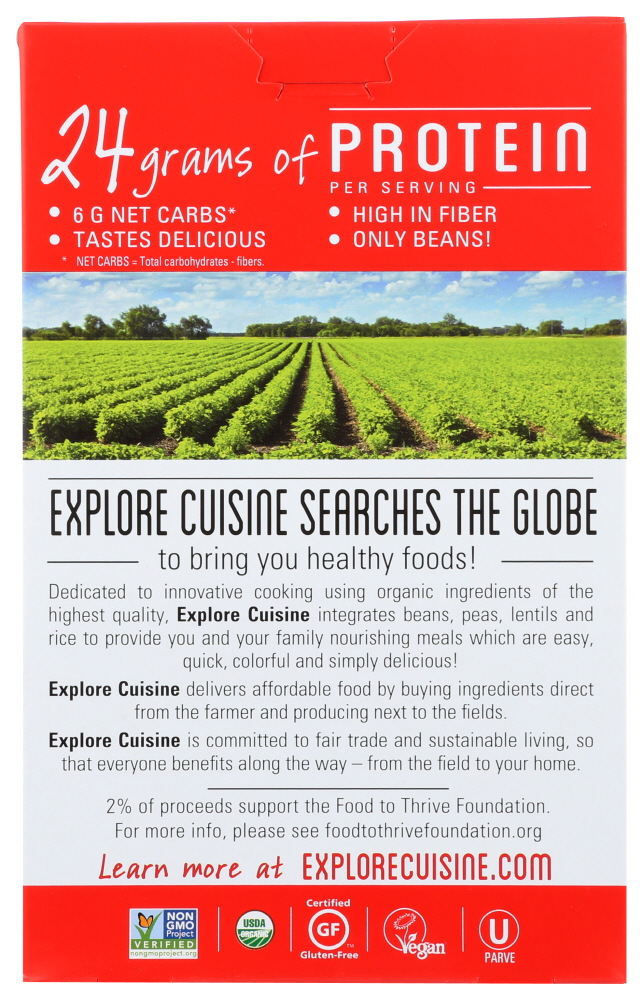 24 grams of PROTEIN
PER SERVING
• 6 G NET CARBS*
• TASTES DELICIOUS
* NET CARBS = Total carbohydrates - fibers.
• HIGH IN FIBER
• ONLY BEANS!
EXPLORE CUISINE SEARCHES THE GLOBE
to bring you healthy foods!
Dedicated to innovative cooking using organic ingredients of the
highest quality, Explore Cuisine integrates beans, peas, lentils and
rice to provide you and your family nourishing meals which are easy,
quick, colorful and simply delicious!
Explore Cuisine delivers affordable food by buying ingredients direct
from the farmer and producing next to the fields.
Explore Cuisine is committed to fair trade and sustainable living, so
that everyone benefits along the way – from the field to your home.
2% of proceeds support the Food to Thrive Foundation.
For more info, please see foodtothrivefoundation.org
Learn more at EXPLORECUISINE.COM
NON
GMO
Project
VERIFIED
nongmoproject.org
USDA
ORGANIC
Certified
GF
TM
Gluten-Free
Vegan
U
PARVE